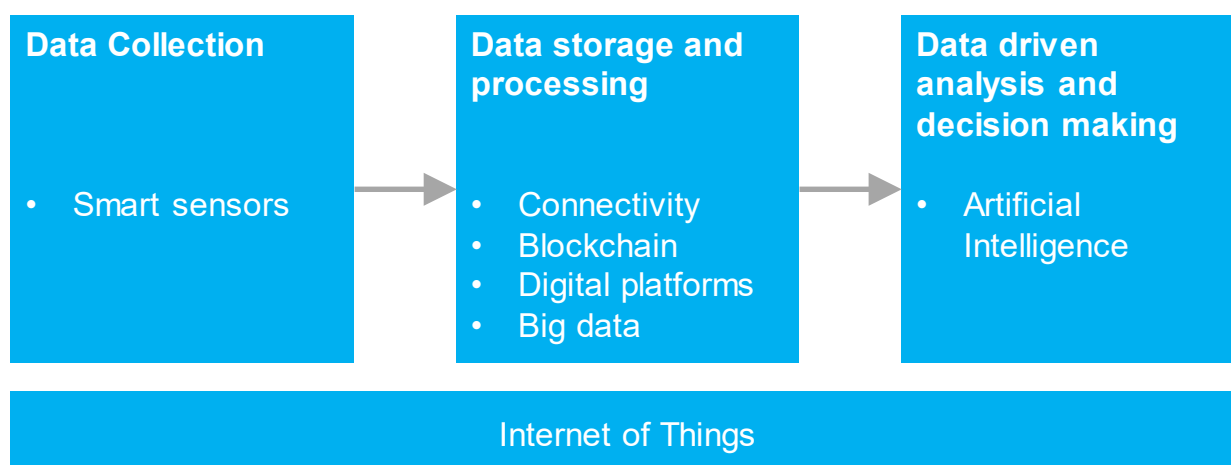 Data Collection
• Smart sensors
Data storage and
processing
• Connectivity
• Blockchain
• Digital platforms
• Big data
Data driven
analysis and
decision making
• Artificial
Intelligence
Internet of Things